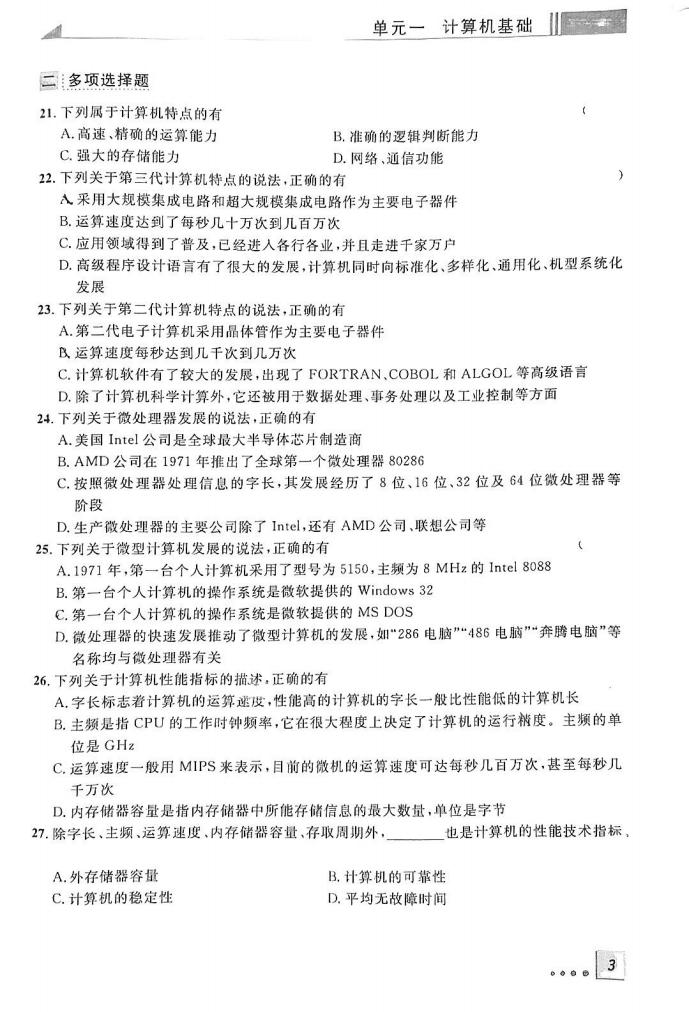 单元一 计算机基础
二 多项选择题
21. 下列属于计算机特点的有 (
A. 高速、精确的运算能力 B. 准确的逻辑判断能力
C. 强大的存储能力 D. 网络、通信功能
22. 下列关于第三代计算机特点的说法,正确的有 )
A. 采用大规模集成电路和超大规模集成电路作为主要电子器件
B. 运算速度达到了每秒几十万次到几百万次
C. 应用领域得到了普及,已经进人各行各业,并且走进千家万户
D. 高级程序设计语言有了很大的发展,计算机同时向标准化、多样化、通用化、机型系统化
发展
23. 下列关于第二代计算机特点的说法,正确的有
A. 第二代电子计算机采用晶体管作为主要电子器件
B. 运算速度每秒达到几千次到几万次
C. 计算机软件有了较大的发展,出现了 FORTRAN、COBOL 和 ALGOL 等高级语言
D. 除了计算机科学计算外,它还被用于数据处理、事务处理以及工业控制等方面
24. 下列关于微处理器发展的说法,正确的有
A. 美国 Intel 公司是全球最大半导体芯片制造商
B. AMD 公司在 1971 年推出了全球第一个微处理器 80286
C. 按照微处理器处理信息的字长,其发展经历了 8 位、16 位、32 位及 64 位微处理器等
阶段
D. 生产微处理器的主要公司除了 Intel,还有 AMD 公司、联想公司等
25. 下列关于微型计算机发展的说法,正确的有 (
A. 1971 年,第一台个人计算机采用了型号为 5150,主频为 8 MHz 的 Intel 8088
B. 第一台个人计算机的操作系统是微软提供的 Windows 32
C. 第一台个人计算机的操作系统是微软提供的 MS DOS
D. 微处理器的快速发展推动了微型计算机的发展,如“286 电脑”“486 电脑”“奔腾电脑”等
名称均与微处理器有关
26. 下列关于计算机性能指标的描述,正确的有
A. 字长标志着计算机的运算速度,性能高的计算机的字长一般比性能低的计算机长
B. 主频是指 CPU 的工作时钟频率,它在很大程度上决定了计算机的运行精度。主频的单
位是 GHz
C. 运算速度一般用 MIPS 来表示,目前的微机的运算速度可达每秒几百万次,甚至每秒几
千万次
D. 内存储器容量是指内存储器中所能存储信息的最大数量,单位是字节
27. 除字长、主频、运算速度、内存储器容量、存取周期外,______也是计算机的性能技术指标。
A. 外存储器容量 B. 计算机的可靠性
C. 计算机的稳定性 D. 平均无故障时间
3